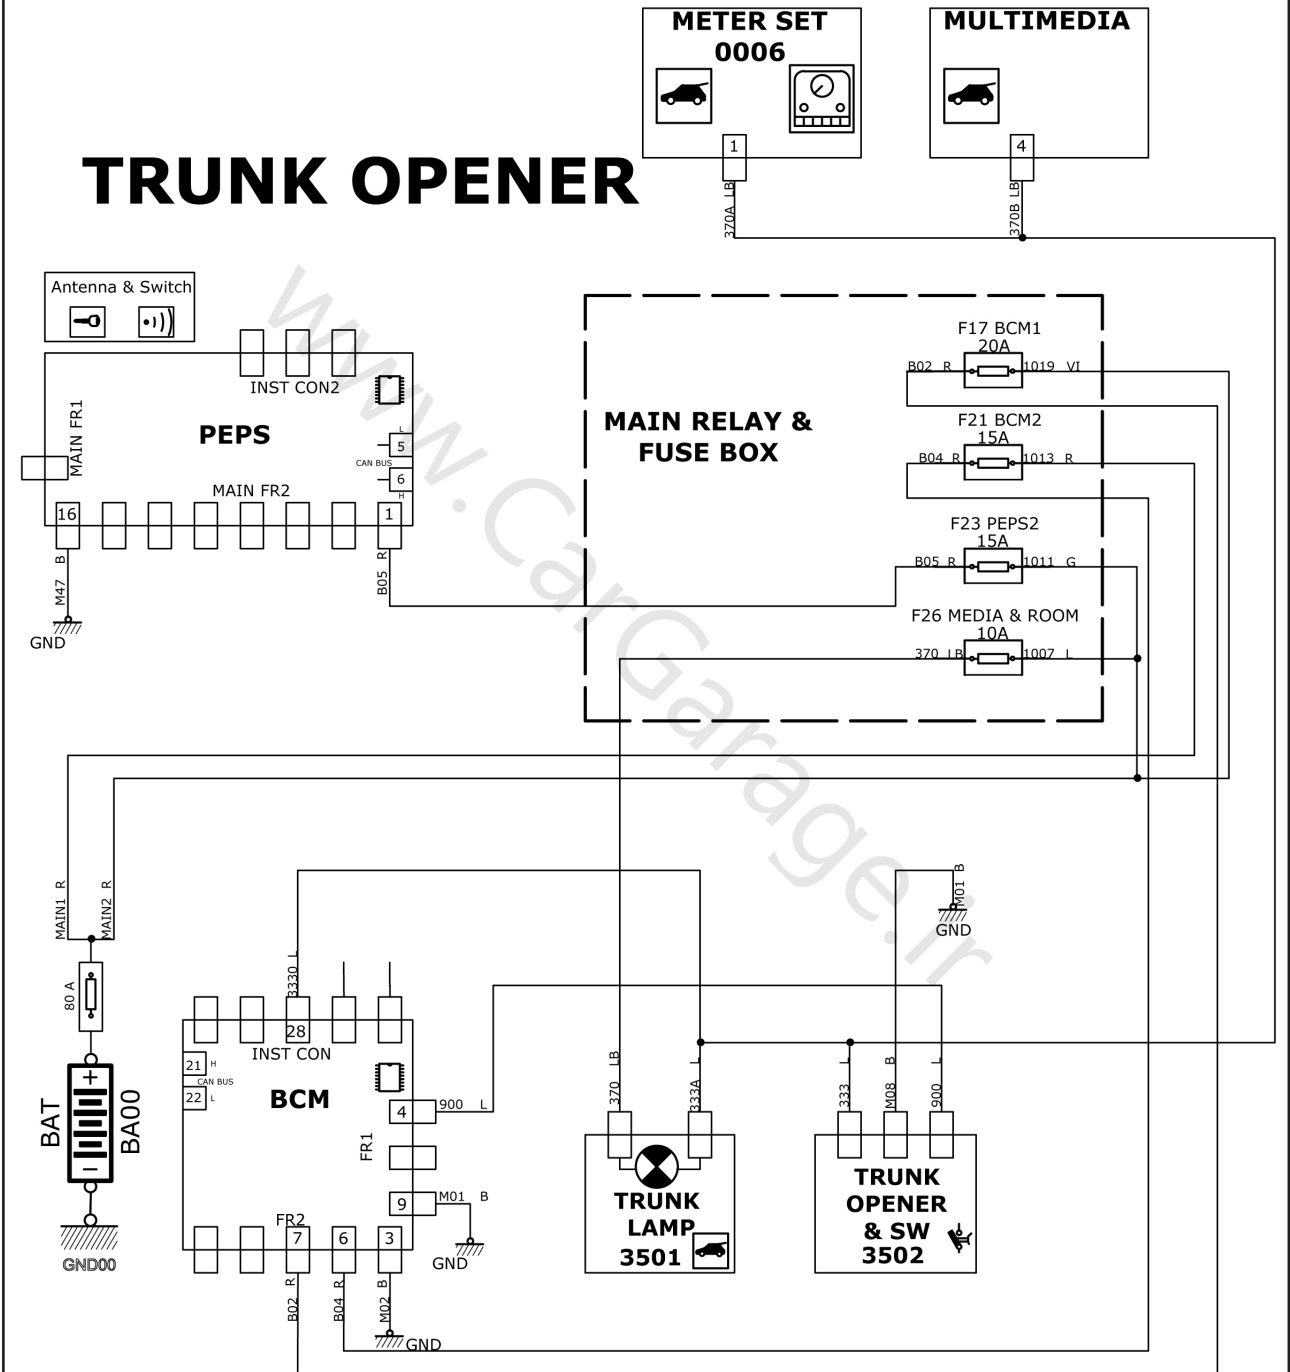 METER SET
0006
1
370A LB
MULTIMEDIA
4
370B LB
TRUNK OPENER
Antenna & Switch
INST CON2
MAIN FR1
PEPS
L
5
CAN BUS
6
H
MAIN FR2
16
1
M47 B
B05 R
GND
MAIN RELAY &
FUSE BOX
F17 BCM1
20A
B02 R
1019 VI
F21 BCM2
15A
B04 R
1013 R
F23 PEPS2
15A
B05 R
1011 G
F26 MEDIA & ROOM
10A
370 LB
1007 L
www.CarGarage.ir
MAIN1 R
MAIN2 R
80 A
+
BAT
BA00
−
GND00
3330 L
28
INST CON
21 H
CAN BUS
22 L
BCM
4
900 L
FR1
9
M01 B
GND
FR2
7
6
3
B02 R
B04 R
M02 B
GND
370 LB
333A L
TRUNK
LAMP
3501
M01 B
GND
333 L
M08 B
900 L
TRUNK
OPENER
& SW
3502